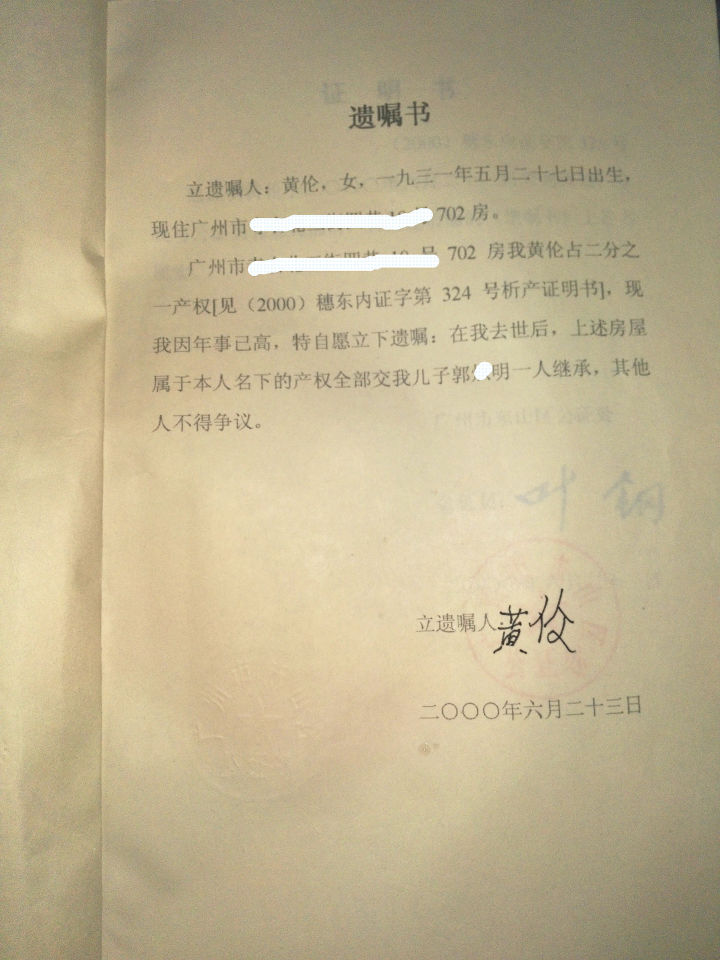 遗嘱书
立遗嘱人：黄伦，女，一九三一年五月二十七日出生，
现住广州市 702 房。
广州市 号 702 房我黄伦占二分之
一产权[见（2000）穗东内证字第 324 号析产证明书]，现
我因年事已高，特自愿立下遗嘱：在我去世后，上述房屋
属于本人名下的产权全部交我儿子郭 明一人继承，其他
人不得争议。
立遗嘱人 黄伦
二〇〇〇年六月二十三日